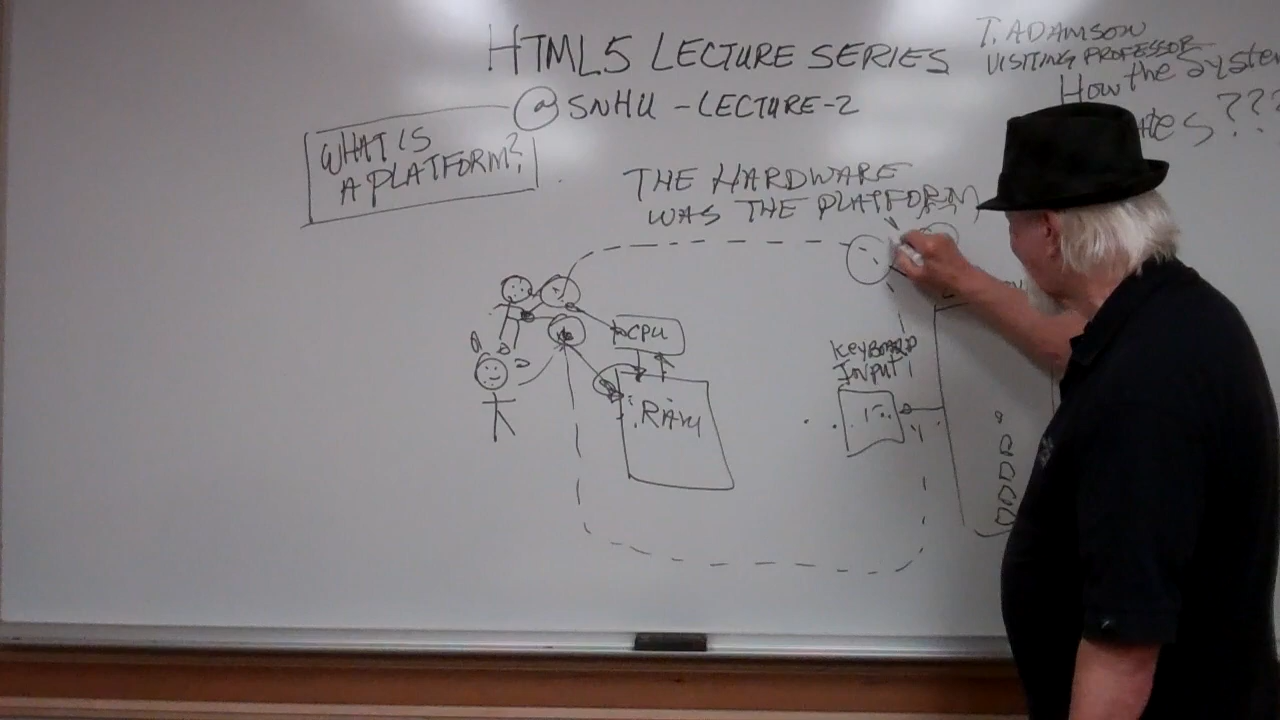 HTML5 LECTURE SERIES
@ SNHU - LECTURE-2
T. ADAMSON
VISITING PROFESSOR
How the System
ates???
WHAT IS
A PLATFORM?
THE HARDWARE
WAS THE PLATFORM
CPU
RAM
KEYBOARD
INPUT